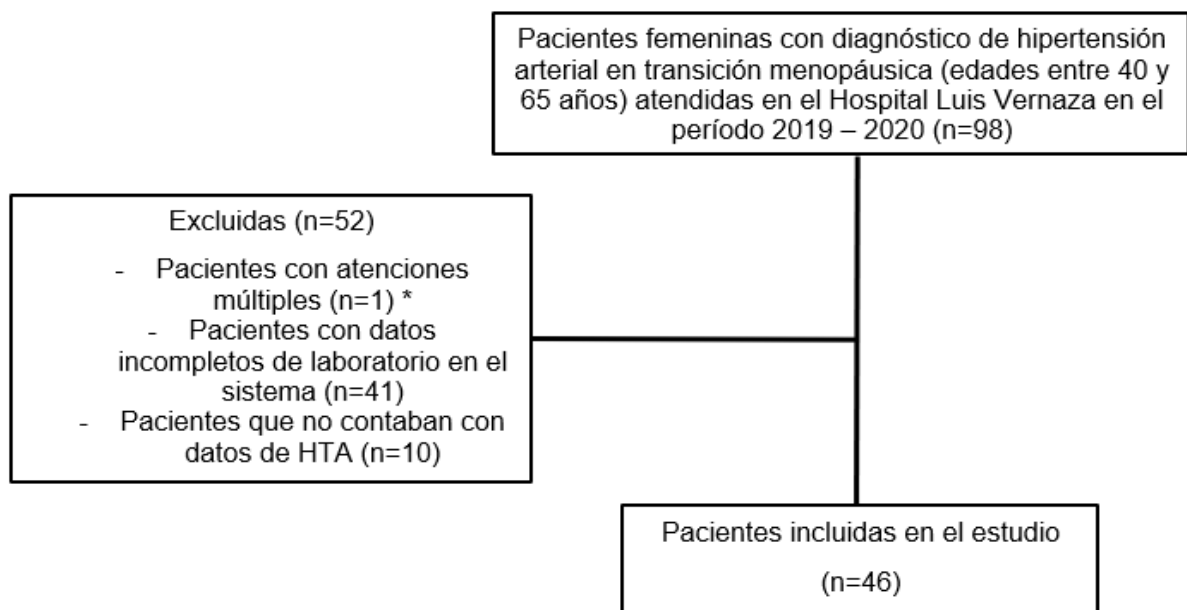 Pacientes femeninas con diagnóstico de hipertensión
arterial en transición menopáusica (edades entre 40 y
65 años) atendidas en el Hospital Luis Vernaza en el
período 2019 – 2020 (n=98)
Excluidas (n=52)
- Pacientes con atenciones
múltiples (n=1) *
- Pacientes con datos
incompletos de laboratorio en el
sistema (n=41)
- Pacientes que no contaban con
datos de HTA (n=10)
Pacientes incluidas en el estudio
(n=46)